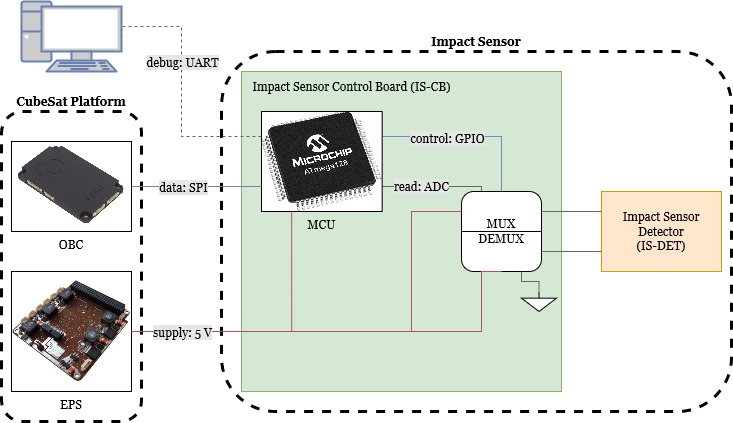 Impact Sensor
debug: UART
Impact Sensor Control Board (IS-CB)
CubeSat Platform
MICROCHIP
ATmega128
control: GPIO
data: SPI
read: ADC
OBC
MCU
MUX
DEMUX
Impact Sensor
Detector
(IS-DET)
supply: 5 V
EPS